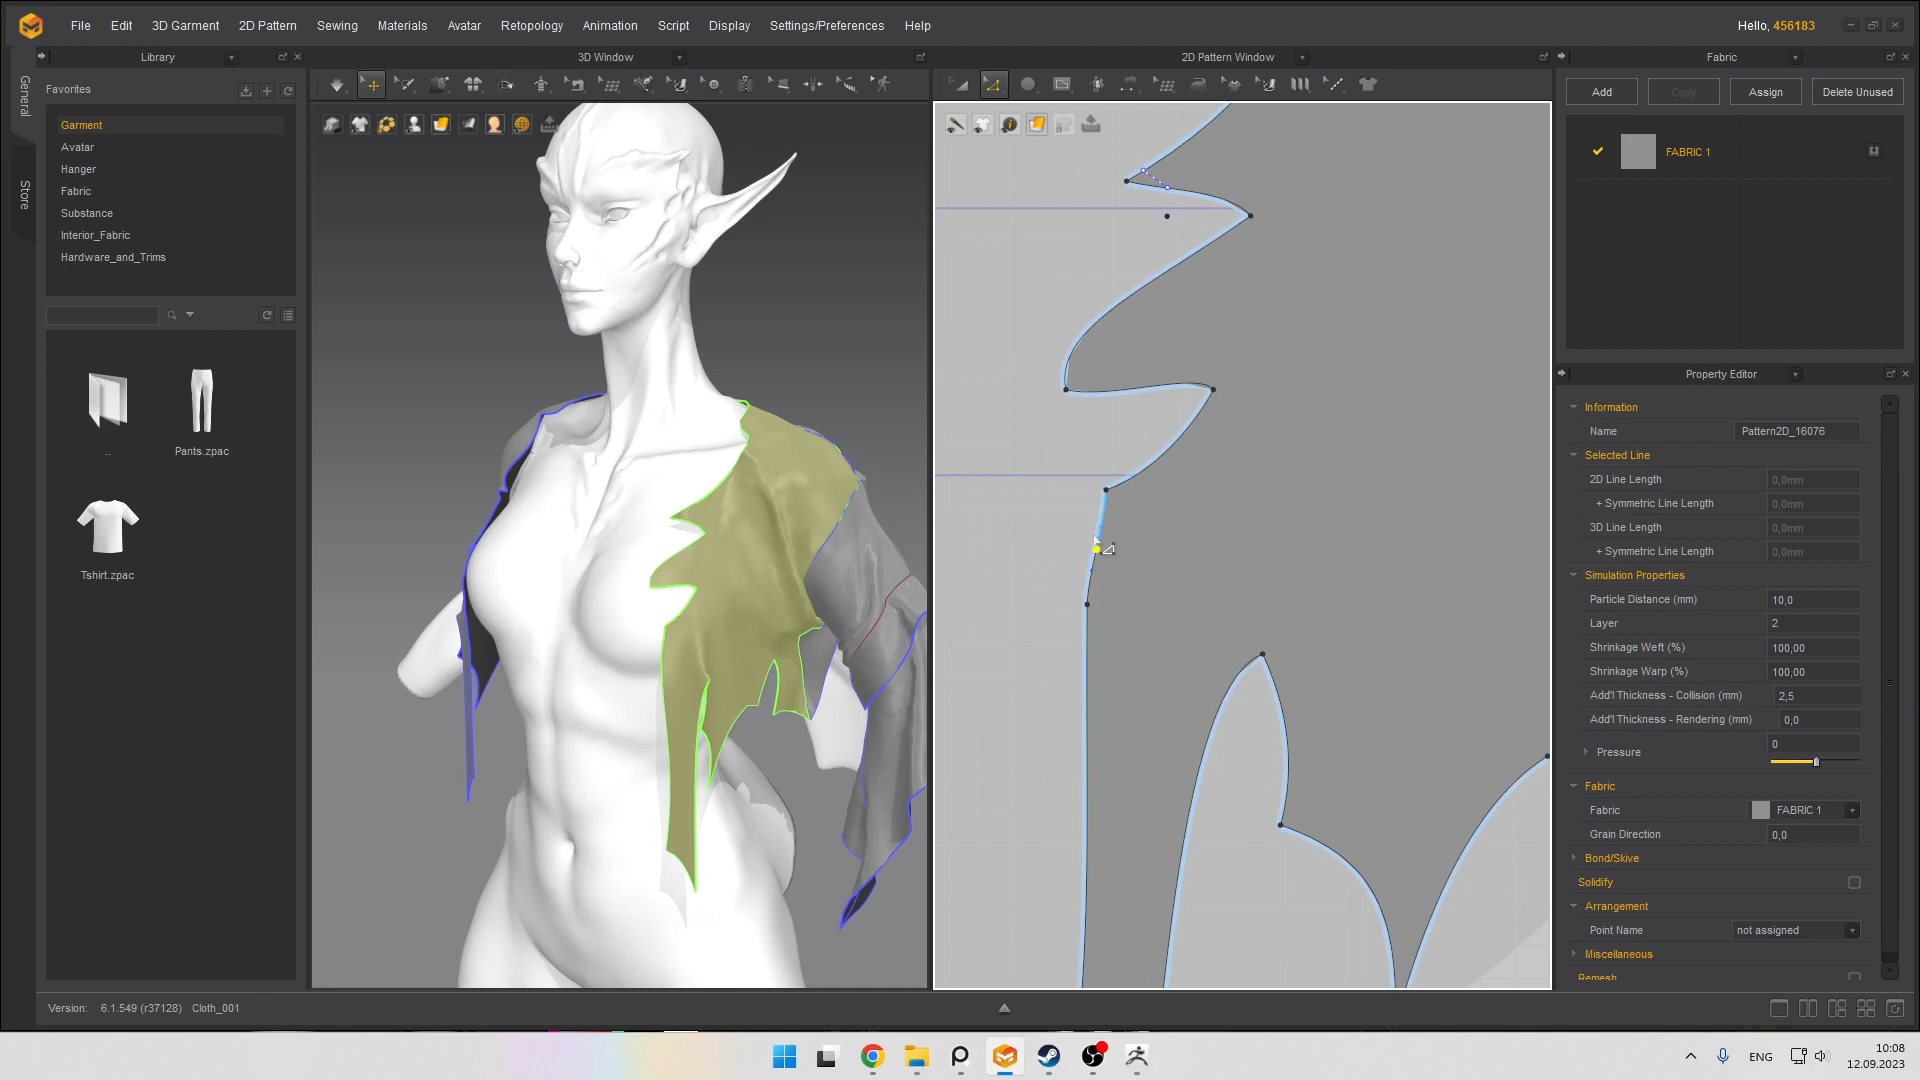 File Edit 3D Garment 2D Pattern Sewing Materials Avatar Retopology Animation Script Display Settings/Preferences Help
Hello, 456183
Library
3D Window
2D Pattern Window
Fabric
General
Store
Favorites
Garment
Avatar
Hanger
Fabric
Substance
Interior_Fabric
Hardware_and_Trims
..
Pants.zpac
Tshirt.zpac
Add
Copy
Assign
Delete Unused
FABRIC 1
Property Editor
Information
Name Pattern2D_16076
Selected Line
2D Line Length 0,0mm
+ Symmetric Line Length 0,0mm
3D Line Length 0,0mm
+ Symmetric Line Length 0,0mm
Simulation Properties
Particle Distance (mm) 10,0
Layer 2
Shrinkage Weft (%) 100,00
Shrinkage Warp (%) 100,00
Add'l Thickness - Collision (mm) 2,5
Add'l Thickness - Rendering (mm) 0,0
Pressure 0
Fabric
Fabric FABRIC 1
Grain Direction 0,0
Bond/Skive
Solidify
Arrangement
Point Name not assigned
Miscellaneous
Remesh
Version: 6.1.549 (r37128) Cloth_001
ENG
10:08
12.09.2023